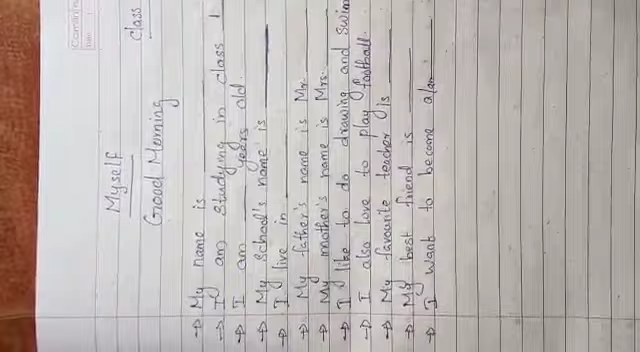 Class
Myself
Good Morning
→ My name is
→ I am studying in class I
→ I am years old.
→ My school's name is
→ I live in
→ My father's name is Mr.
→ My mother's name is Mrs.
→ I like to do drawing and swim
→ I also love to play football.
→ My favourite teacher is
→ My best friend is
→ I want to become a/an